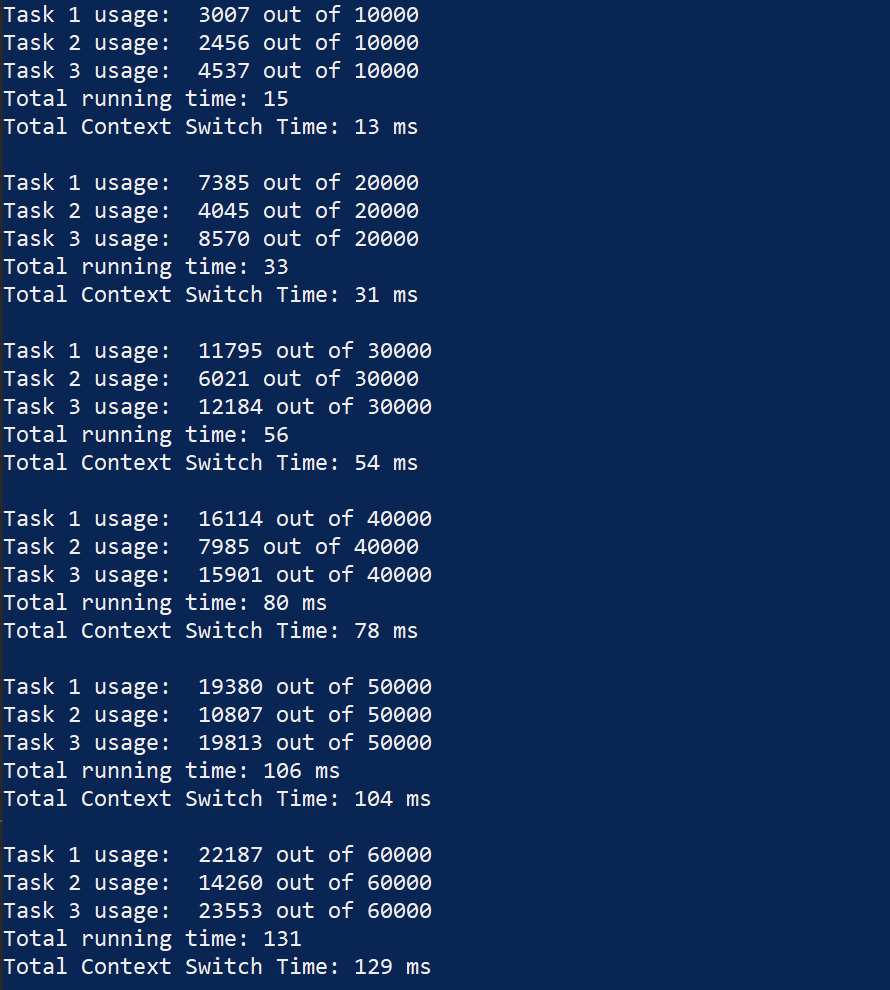 Task 1 usage:  3007 out of 10000
Task 2 usage:  2456 out of 10000
Task 3 usage:  4537 out of 10000
Total running time: 15
Total Context Switch Time: 13 ms

Task 1 usage:  7385 out of 20000
Task 2 usage:  4045 out of 20000
Task 3 usage:  8570 out of 20000
Total running time: 33
Total Context Switch Time: 31 ms

Task 1 usage:  11795 out of 30000
Task 2 usage:  6021 out of 30000
Task 3 usage:  12184 out of 30000
Total running time: 56
Total Context Switch Time: 54 ms

Task 1 usage:  16114 out of 40000
Task 2 usage:  7985 out of 40000
Task 3 usage:  15901 out of 40000
Total running time: 80 ms
Total Context Switch Time: 78 ms

Task 1 usage:  19380 out of 50000
Task 2 usage:  10807 out of 50000
Task 3 usage:  19813 out of 50000
Total running time: 106 ms
Total Context Switch Time: 104 ms

Task 1 usage:  22187 out of 60000
Task 2 usage:  14260 out of 60000
Task 3 usage:  23553 out of 60000
Total running time: 131
Total Context Switch Time: 129 ms